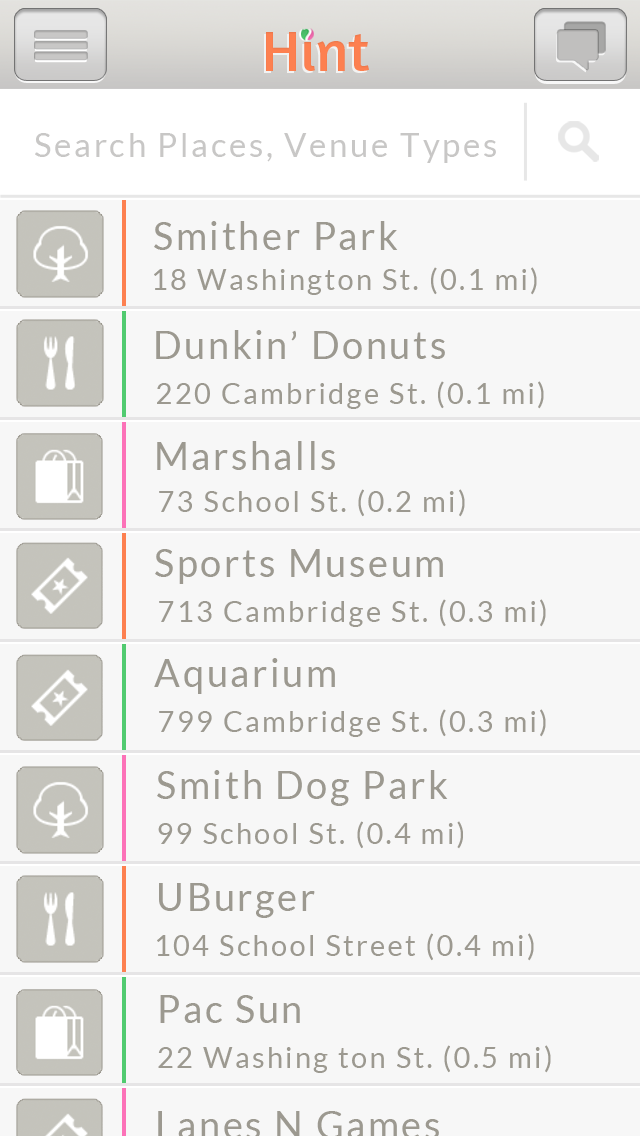 Hint
Search Places, Venue Types
Smither Park
18 Washington St. (0.1 mi)
Dunkin’ Donuts
220 Cambridge St. (0.1 mi)
Marshalls
73 School St. (0.2 mi)
Sports Museum
713 Cambridge St. (0.3 mi)
Aquarium
799 Cambridge St. (0.3 mi)
Smith Dog Park
99 School St. (0.4 mi)
UBurger
104 School Street (0.4 mi)
Pac Sun
22 Washing ton St. (0.5 mi)
Lanes N Games